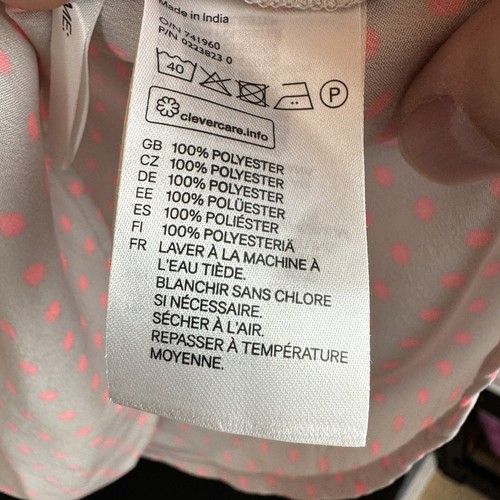 Made in India
O/N 741960
P/N 0223823 0
40
P
clevercare.info
GB 100% POLYESTER
CZ 100% POLYESTER
DE 100% POLYESTER
EE 100% POLÜESTER
ES 100% POLIÉSTER
FI 100% POLYESTERIÄ
FR LAVER À LA MACHINE À
L'EAU TIÈDE.
BLANCHIR SANS CHLORE
SI NÉCESSAIRE.
SÉCHER À L'AIR.
REPASSER À TEMPÉRATURE
MOYENNE.